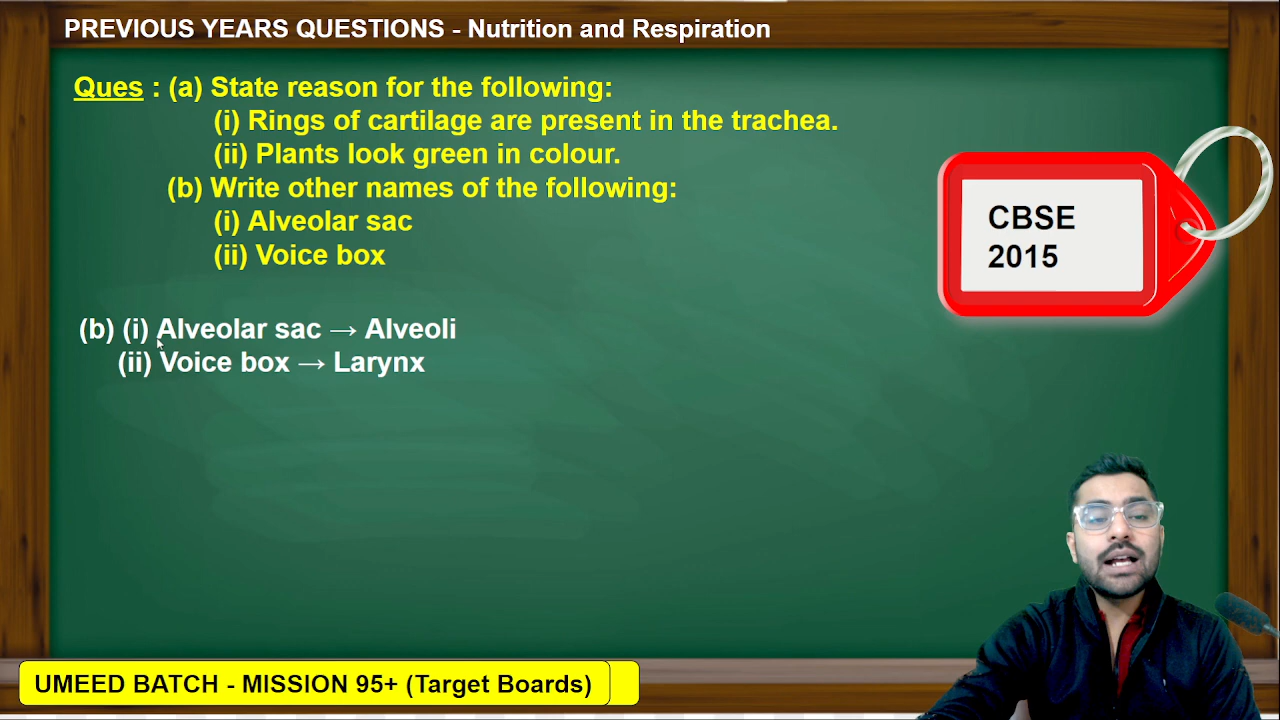 PREVIOUS YEARS QUESTIONS - Nutrition and Respiration
Ques : (a) State reason for the following:
(i) Rings of cartilage are present in the trachea.
(ii) Plants look green in colour.
(b) Write other names of the following:
(i) Alveolar sac
(ii) Voice box
CBSE
2015
(b) (i) Alveolar sac → Alveoli
(ii) Voice box → Larynx
UMEED BATCH - MISSION 95+ (Target Boards)